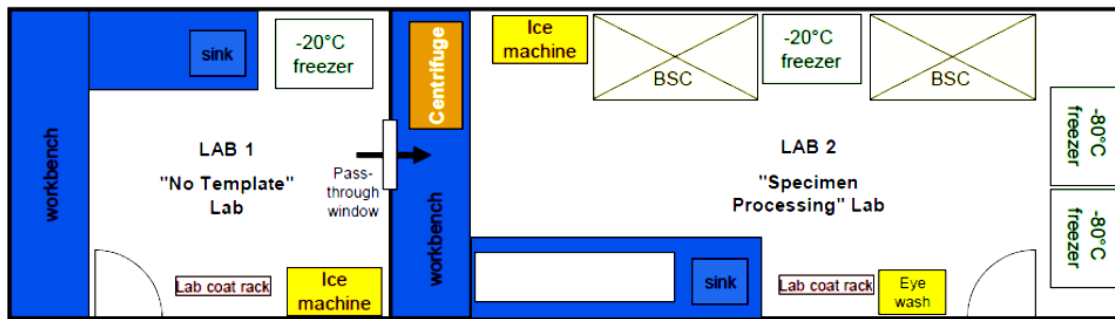 workbench
sink
-20°C
freezer
LAB 1
"No Template"
Lab
Pass-
through
window
Lab coat rack
Ice
machine
Centrifuge
workbench
Ice
machine
BSC
-20°C
freezer
BSC
LAB 2
"Specimen
Processing" Lab
-80°C
freezer
-80°C
freezer
sink
Lab coat rack
Eye
wash